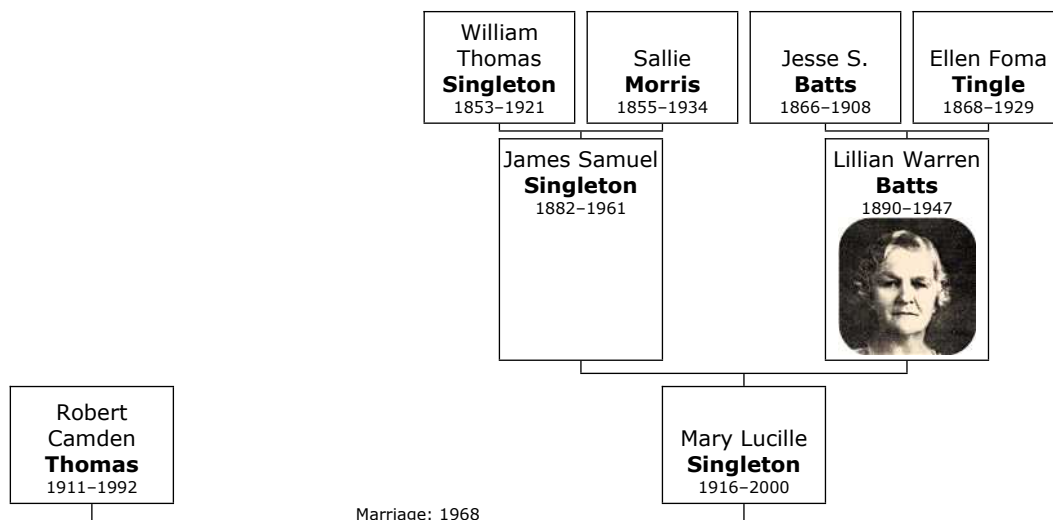 William
Thomas
Singleton
1853–1921
Sallie
Morris
1855–1934
Jesse S.
Batts
1866–1908
Ellen Foma
Tingle
1868–1929
James Samuel
Singleton
1882–1961
Lillian Warren
Batts
1890–1947
Robert
Camden
Thomas
1911–1992
Mary Lucille
Singleton
1916–2000
Marriage: 1968